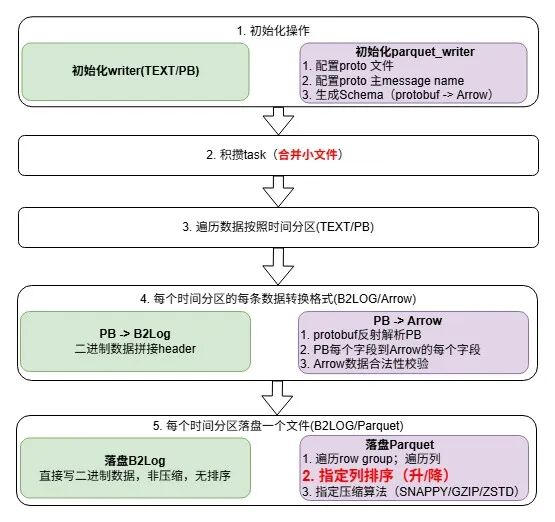 1. 初始化操作
初始化writer(TEXT/PB)
初始化parquet_writer
1. 配置proto 文件
2. 配置proto 主message name
3. 生成Schema（protobuf -> Arrow）
2. 积攒task（合并小文件）
3. 遍历数据按照时间分区(TEXT/PB)
4. 每个时间分区的每条数据转换格式(B2LOG/Arrow)
PB -> B2Log
二进制数据拼接header
PB -> Arrow
1. protobuf反射解析PB
2. PB每个字段到Arrow的每个字段
3. Arrow数据合法性校验
5. 每个时间分区落盘一个文件(B2LOG/Parquet)
落盘B2Log
直接写二进制数据，非压缩，无排序
落盘Parquet
1. 遍历row group；遍历列
2. 指定列排序（升/降）
3. 指定压缩算法（SNAPPY/GZIP/ZSTD）